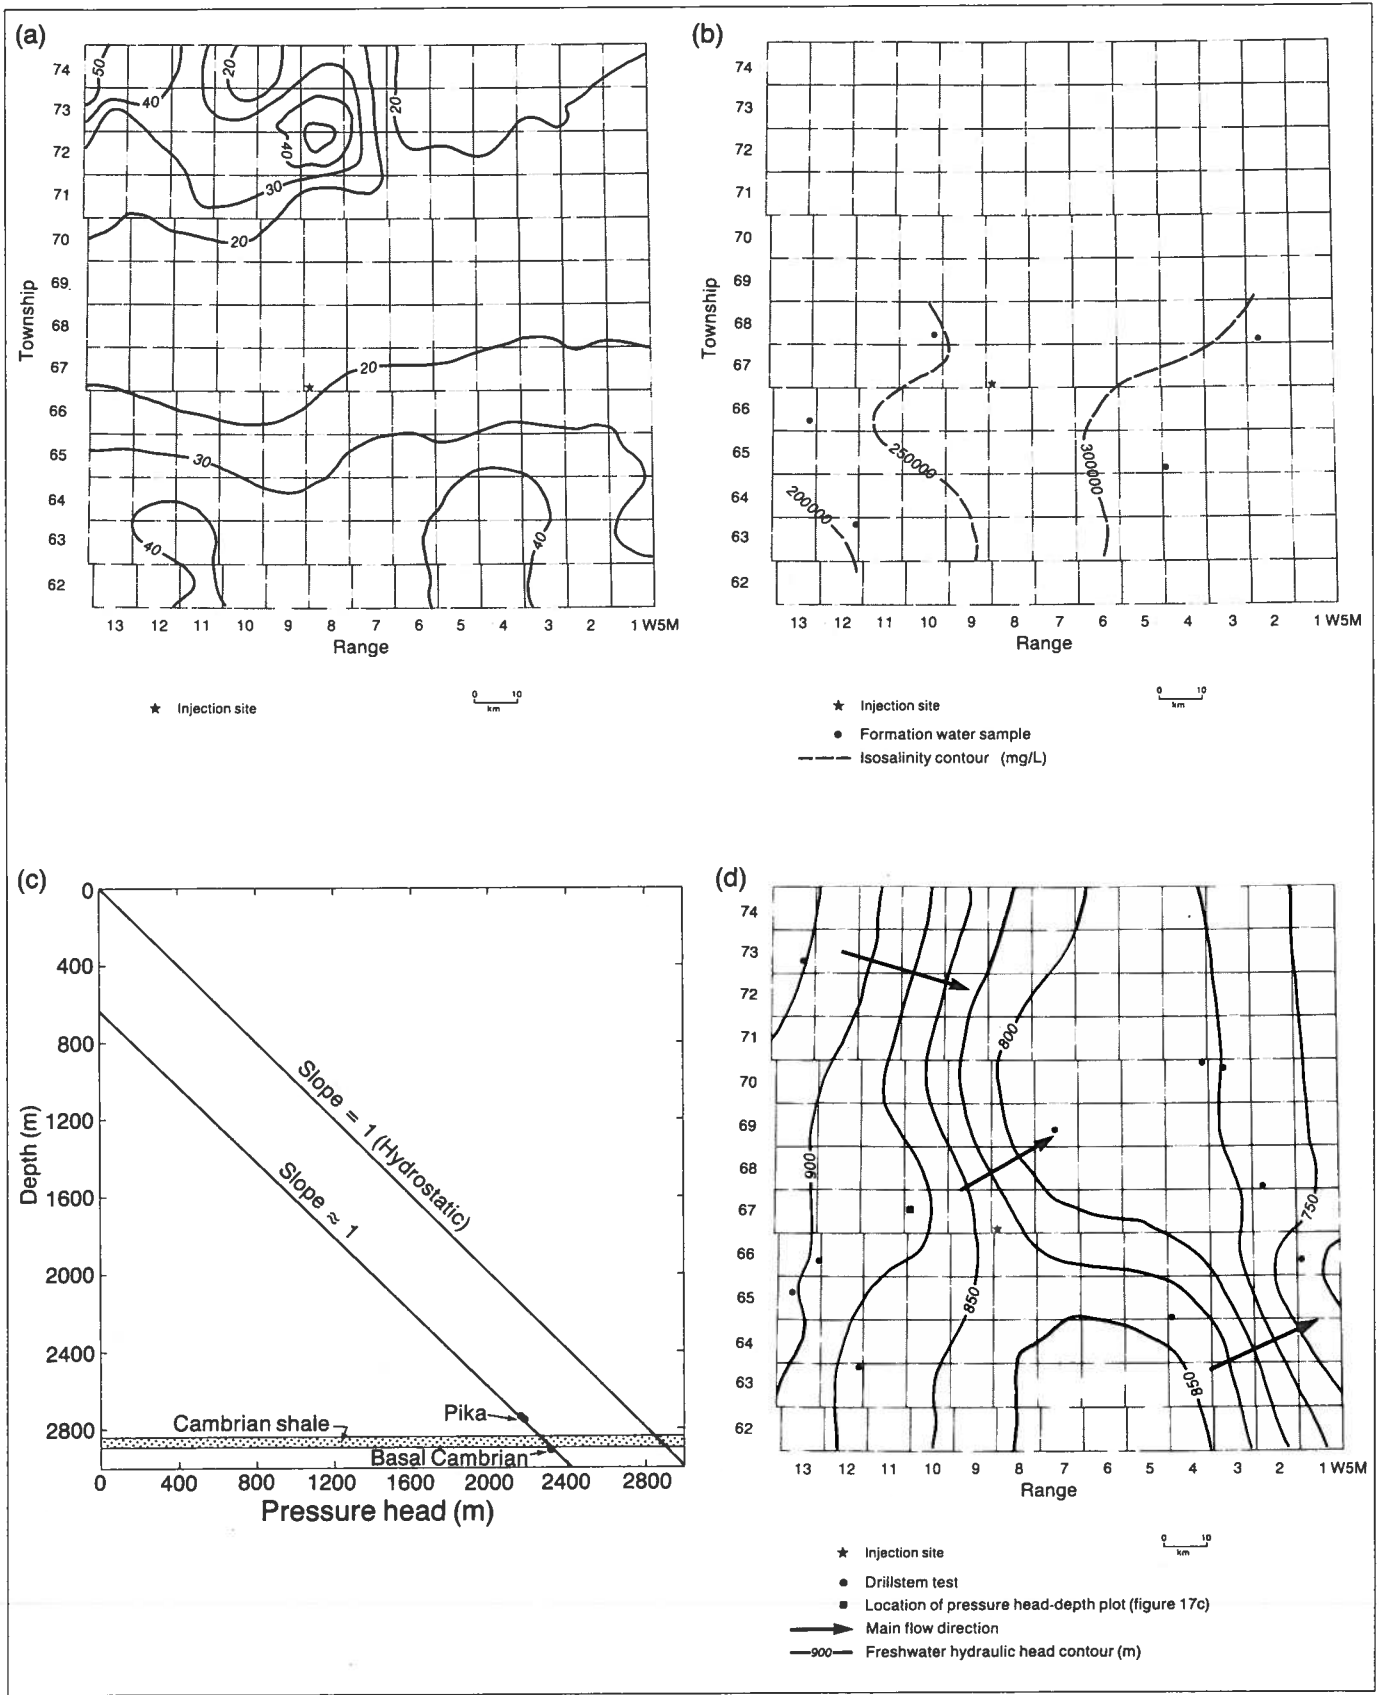 (a)
74
73
72
71
70
69
68
67
66
65
64
63
62
Township
50
40
20
40
30
20
20
20
30
40
40
13 12 11 10 9 8 7 6 5 4 3 2 1 W5M
Range
0 10
km
★ Injection site
(b)
74
73
72
71
70
69
68
67
66
65
64
63
62
Township
200000
250000
300000
13 12 11 10 9 8 7 6 5 4 3 2 1 W5M
Range
0 10
km
★ Injection site
● Formation water sample
Isosalinity contour (mg/L)
(c)
0
400
800
1200
1600
2000
2400
2800
Depth (m)
Slope = 1 (Hydrostatic)
Slope ≈ 1
Pika
Cambrian shale
Basal Cambrian
0 400 800 1200 1600 2000 2400 2800
Pressure head (m)
(d)
74
73
72
71
70
69
68
67
66
65
64
63
62
800
900
850
750
850
13 12 11 10 9 8 7 6 5 4 3 2 1 W5M
Range
0 10
km
★ Injection site
● Drillstem test
■ Location of pressure head-depth plot (figure 17c)
Main flow direction
900 Freshwater hydraulic head contour (m)